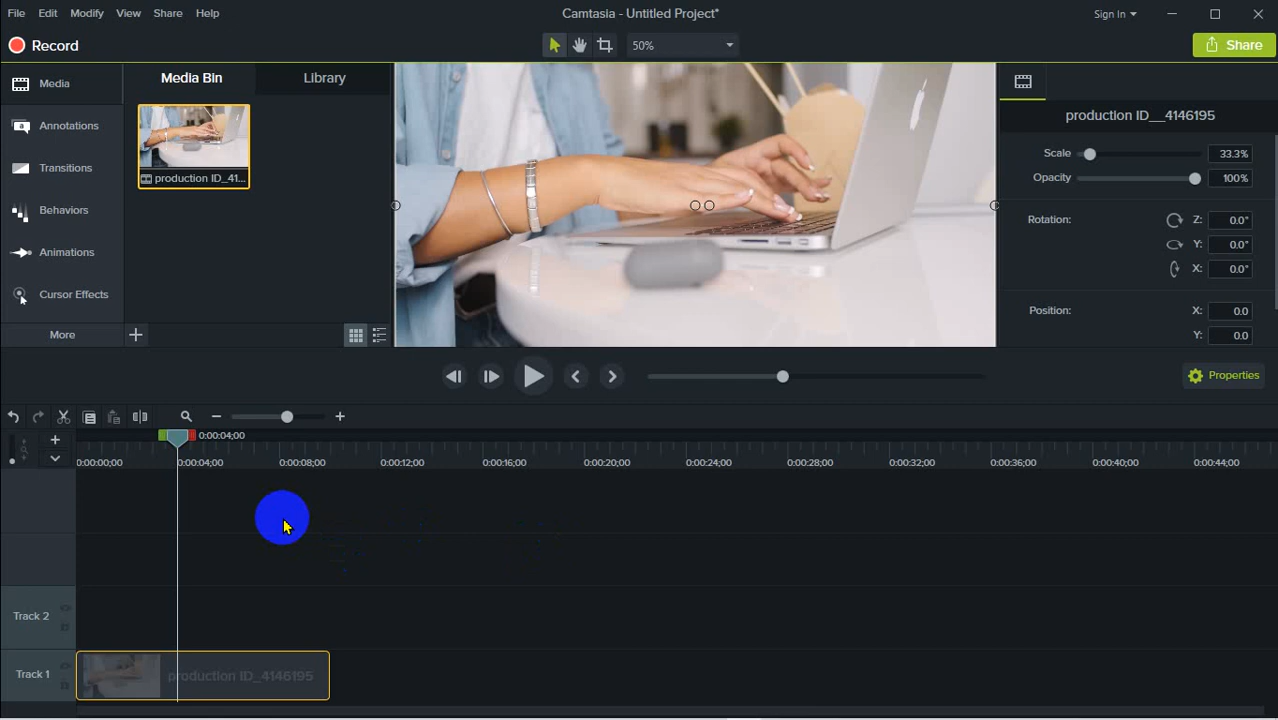 File Edit Modify View Share Help
Camtasia - Untitled Project*
Sign In
Record
50%
Share
Media
Annotations
Transitions
Behaviors
Animations
Cursor Effects
More
Media Bin
Library
production ID_41...
production ID__4146195
Scale 33.3%
Opacity 100%
Rotation: Z: 0.0°
Y: 0.0°
X: 0.0°
Position: X: 0.0
Y: 0.0
Properties
0:00:04;00
0:00:00;00 0:00:04;00 0:00:08;00 0:00:12;00 0:00:16;00 0:00:20;00 0:00:24;00 0:00:28;00 0:00:32;00 0:00:36;00 0:00:40;00 0:00:44;00
Track 2
Track 1
production ID_4146195